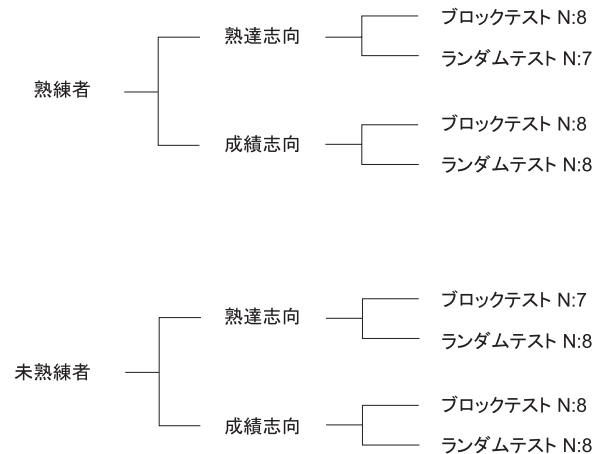 ブロックテスト N:8
熟達志向
ランダムテスト N:7
熟練者
ブロックテスト N:8
成績志向
ランダムテスト N:8
ブロックテスト N:7
熟達志向
ランダムテスト N:8
未熟練者
ブロックテスト N:8
成績志向
ランダムテスト N:8